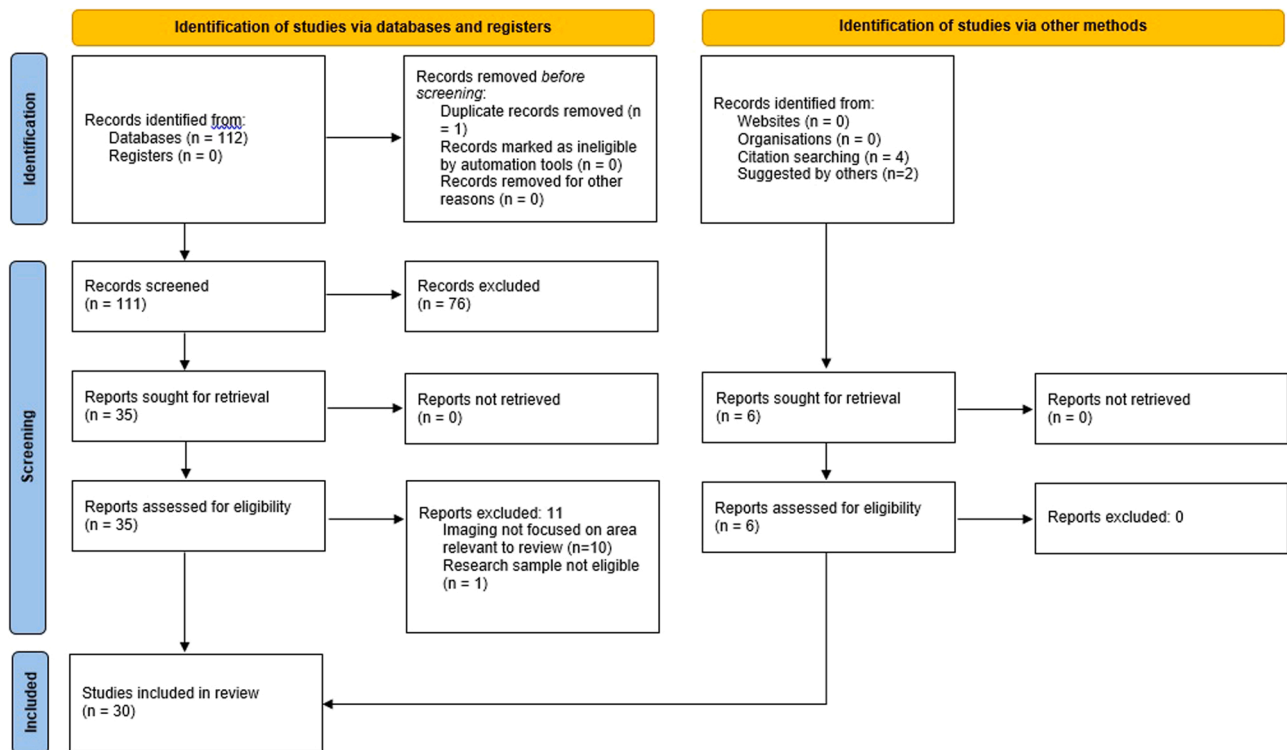 Identification of studies via databases and registers
Identification of studies via other methods
Identification
Records identified from:
Databases (n = 112)
Registers (n = 0)
Records removed before
screening:
Duplicate records removed (n
= 1)
Records marked as ineligible
by automation tools (n = 0)
Records removed for other
reasons (n = 0)
Records identified from:
Websites (n = 0)
Organisations (n = 0)
Citation searching (n = 4)
Suggested by others (n=2)
Screening
Records screened
(n = 111)
Records excluded
(n = 76)
Reports sought for retrieval
(n = 35)
Reports not retrieved
(n = 0)
Reports sought for retrieval
(n = 6)
Reports not retrieved
(n = 0)
Reports assessed for eligibility
(n = 35)
Reports excluded: 11
Imaging not focused on area
relevant to review (n=10)
Research sample not eligible
(n = 1)
Reports assessed for eligibility
(n = 6)
Reports excluded: 0
Included
Studies included in review
(n = 30)